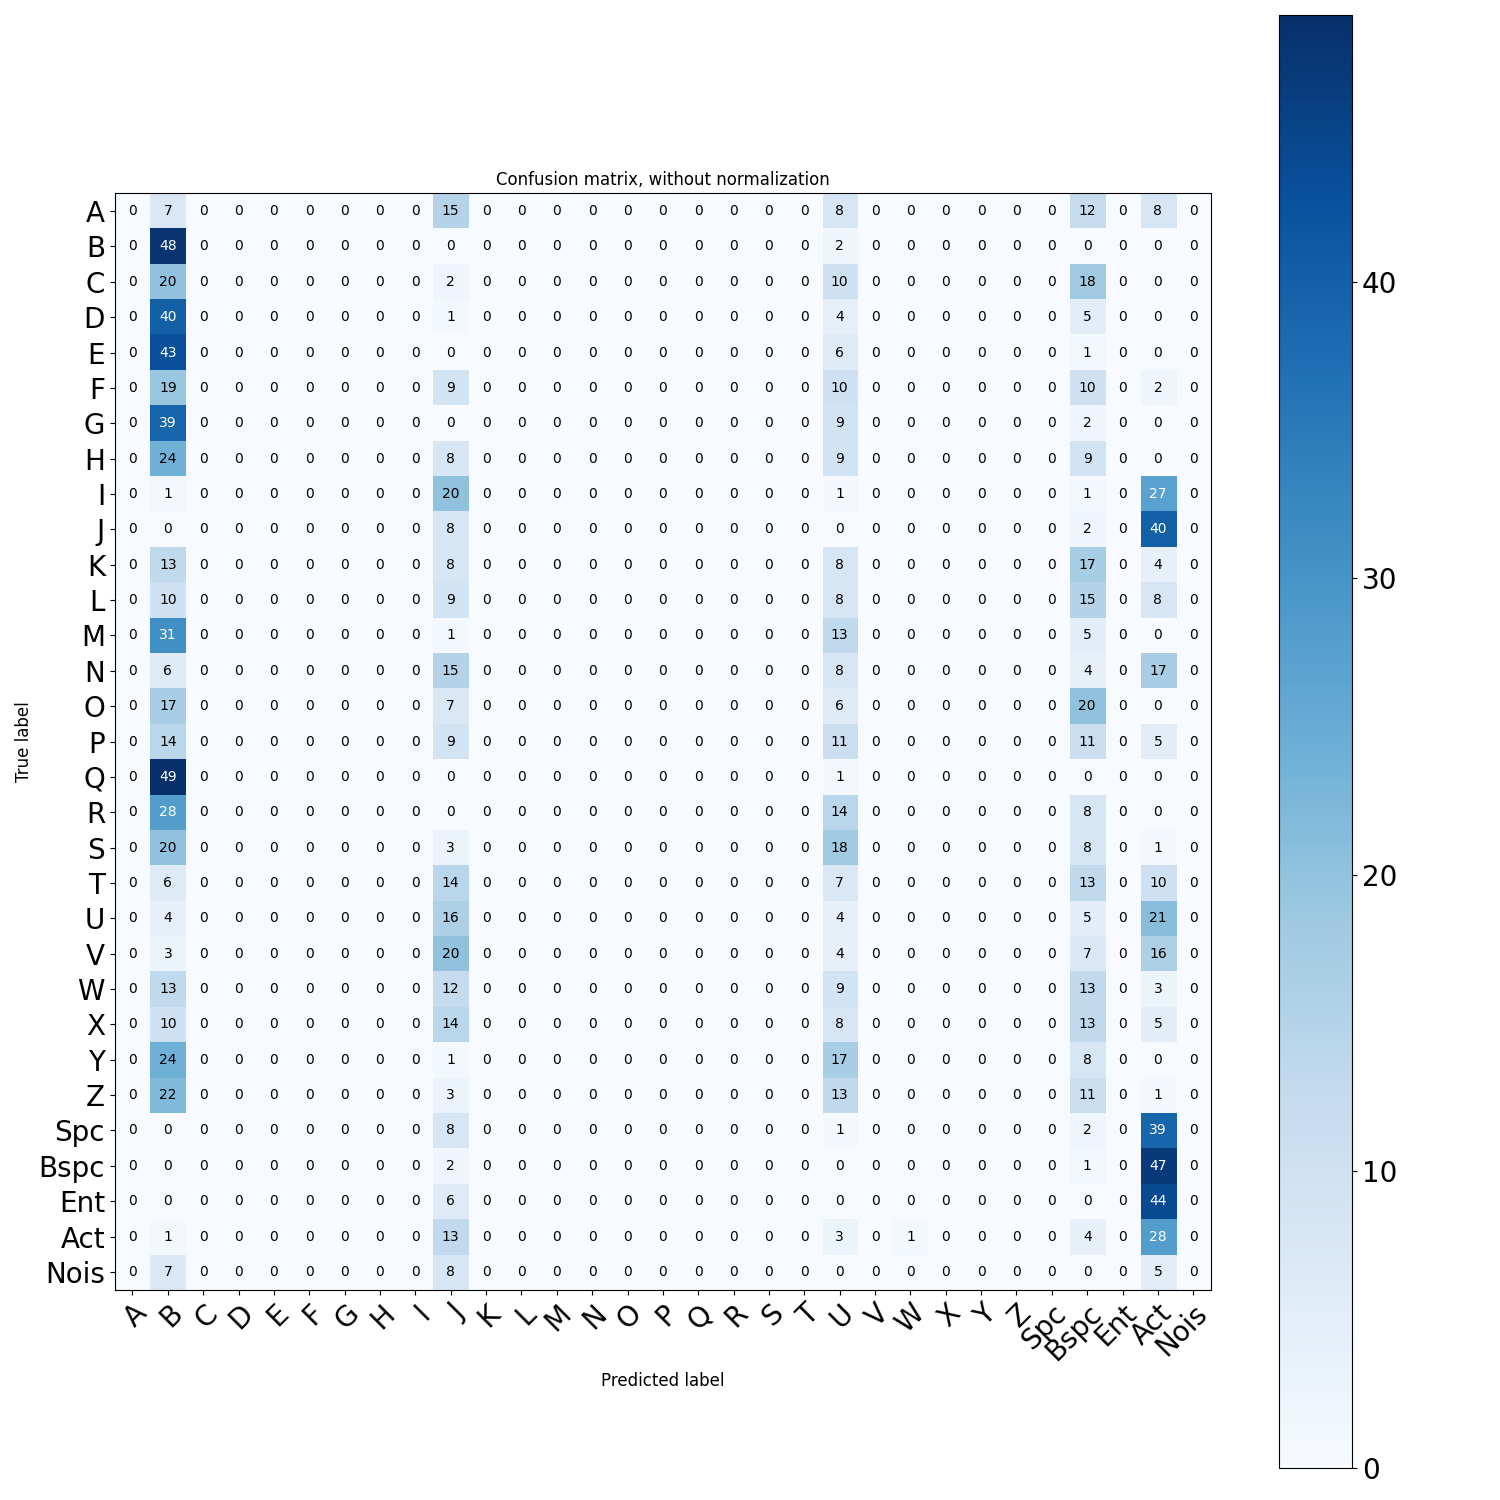 Confusion matrix, without normalization
A 0 7 0 0 0 0 0 0 0 15 0 0 0 0 0 0 0 0 0 0 8 0 0 0 0 0 0 12 0 8 0
B 0 48 0 0 0 0 0 0 0 0 0 0 0 0 0 0 0 0 0 0 2 0 0 0 0 0 0 0 0 0 0
C 0 20 0 0 0 0 0 0 0 2 0 0 0 0 0 0 0 0 0 0 10 0 0 0 0 0 0 18 0 0 0
D 0 40 0 0 0 0 0 0 0 1 0 0 0 0 0 0 0 0 0 0 4 0 0 0 0 0 0 5 0 0 0
E 0 43 0 0 0 0 0 0 0 0 0 0 0 0 0 0 0 0 0 0 6 0 0 0 0 0 0 1 0 0 0
F 0 19 0 0 0 0 0 0 0 9 0 0 0 0 0 0 0 0 0 0 10 0 0 0 0 0 0 10 0 2 0
G 0 39 0 0 0 0 0 0 0 0 0 0 0 0 0 0 0 0 0 0 9 0 0 0 0 0 0 2 0 0 0
H 0 24 0 0 0 0 0 0 0 8 0 0 0 0 0 0 0 0 0 0 9 0 0 0 0 0 0 9 0 0 0
I 0 1 0 0 0 0 0 0 0 20 0 0 0 0 0 0 0 0 0 0 1 0 0 0 0 0 0 1 0 27 0
J 0 0 0 0 0 0 0 0 0 8 0 0 0 0 0 0 0 0 0 0 0 0 0 0 0 0 0 2 0 40 0
K 0 13 0 0 0 0 0 0 0 8 0 0 0 0 0 0 0 0 0 0 8 0 0 0 0 0 0 17 0 4 0
L 0 10 0 0 0 0 0 0 0 9 0 0 0 0 0 0 0 0 0 0 8 0 0 0 0 0 0 15 0 8 0
M 0 31 0 0 0 0 0 0 0 1 0 0 0 0 0 0 0 0 0 0 13 0 0 0 0 0 0 5 0 0 0
N 0 6 0 0 0 0 0 0 0 15 0 0 0 0 0 0 0 0 0 0 8 0 0 0 0 0 0 4 0 17 0
O 0 17 0 0 0 0 0 0 0 7 0 0 0 0 0 0 0 0 0 0 6 0 0 0 0 0 0 20 0 0 0
P 0 14 0 0 0 0 0 0 0 9 0 0 0 0 0 0 0 0 0 0 11 0 0 0 0 0 0 11 0 5 0
Q 0 49 0 0 0 0 0 0 0 0 0 0 0 0 0 0 0 0 0 0 1 0 0 0 0 0 0 0 0 0 0
R 0 28 0 0 0 0 0 0 0 0 0 0 0 0 0 0 0 0 0 0 14 0 0 0 0 0 0 8 0 0 0
S 0 20 0 0 0 0 0 0 0 3 0 0 0 0 0 0 0 0 0 0 18 0 0 0 0 0 0 8 0 1 0
T 0 6 0 0 0 0 0 0 0 14 0 0 0 0 0 0 0 0 0 0 7 0 0 0 0 0 0 13 0 10 0
U 0 4 0 0 0 0 0 0 0 16 0 0 0 0 0 0 0 0 0 0 4 0 0 0 0 0 0 5 0 21 0
V 0 3 0 0 0 0 0 0 0 20 0 0 0 0 0 0 0 0 0 0 4 0 0 0 0 0 0 7 0 16 0
W 0 13 0 0 0 0 0 0 0 12 0 0 0 0 0 0 0 0 0 0 9 0 0 0 0 0 0 13 0 3 0
X 0 10 0 0 0 0 0 0 0 14 0 0 0 0 0 0 0 0 0 0 8 0 0 0 0 0 0 13 0 5 0
Y 0 24 0 0 0 0 0 0 0 1 0 0 0 0 0 0 0 0 0 0 17 0 0 0 0 0 0 8 0 0 0
Z 0 22 0 0 0 0 0 0 0 3 0 0 0 0 0 0 0 0 0 0 13 0 0 0 0 0 0 11 0 1 0
Spc 0 0 0 0 0 0 0 0 0 8 0 0 0 0 0 0 0 0 0 0 1 0 0 0 0 0 0 2 0 39 0
Bspc 0 0 0 0 0 0 0 0 0 2 0 0 0 0 0 0 0 0 0 0 0 0 0 0 0 0 0 1 0 47 0
Ent 0 0 0 0 0 0 0 0 0 6 0 0 0 0 0 0 0 0 0 0 0 0 0 0 0 0 0 0 0 44 0
Act 0 1 0 0 0 0 0 0 0 13 0 0 0 0 0 0 0 0 0 0 3 0 1 0 0 0 0 4 0 28 0
Nois 0 7 0 0 0 0 0 0 0 8 0 0 0 0 0 0 0 0 0 0 0 0 0 0 0 0 0 0 0 5 0
A B C D E F G H I J K L M N O P Q R S T U V W X Y Z Spc Bspc Ent Act Nois
Predicted label
True label
40
30
20
10
0